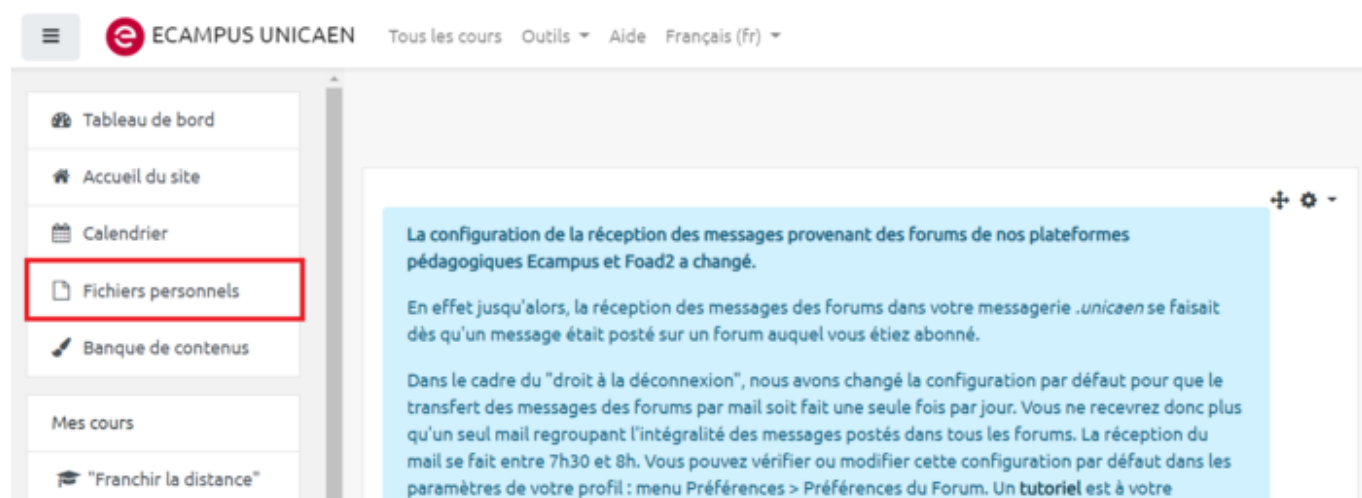 ECAMPUS UNICAEN Tous les cours Outils Aide Français (fr)
Tableau de bord
Accueil du site
Calendrier
Fichiers personnels
Banque de contenus
Mes cours
"Franchir la distance"
La configuration de la réception des messages provenant des forums de nos plateformes
pédagogiques Ecampus et Foad2 a changé.
En effet jusqu'alors, la réception des messages des forums dans votre messagerie .unicaen se faisait
dès qu'un message était posté sur un forum auquel vous étiez abonné.
Dans le cadre du "droit à la déconnexion", nous avons changé la configuration par défaut pour que le
transfert des messages des forums par mail soit fait une seule fois par jour. Vous ne recevrez donc plus
qu'un seul mail regroupant l'intégralité des messages postés dans tous les forums. La réception du
mail se fait entre 7h30 et 8h. Vous pouvez vérifier ou modifier cette configuration par défaut dans les
paramètres de votre profil : menu Préférences > Préférences du Forum. Un tutoriel est à votre